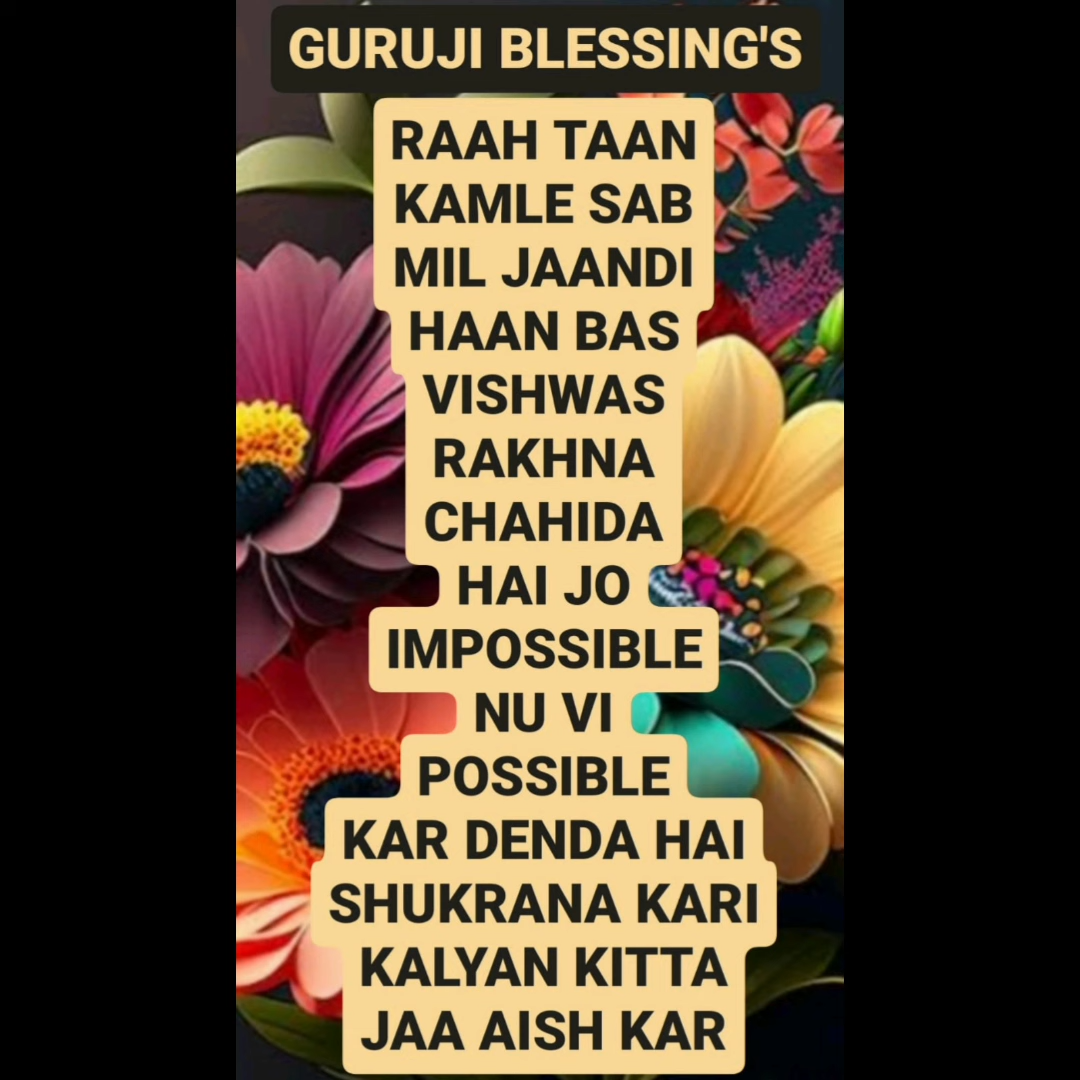 GURUJI BLESSING'S
RAAH TAAN
KAMLE SAB
MIL JAANDI
HAAN BAS
VISHWAS
RAKHNA
CHAHIDA
HAI JO
IMPOSSIBLE
NU VI
POSSIBLE
KAR DENDA HAI
SHUKRANA KARI
KALYAN KITTA
JAA AISH KAR